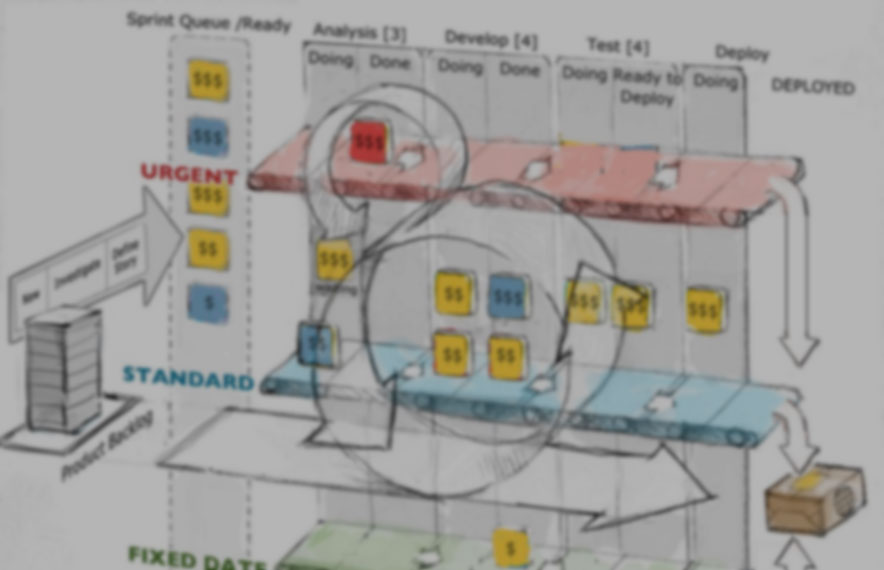 Sprint Queue /Ready
Analysis [3]
Develop [4]
Test [4]
Deploy
Doing
Done
Doing
Done
Doing
Ready to
Deploy
Doing
DEPLOYED
$$$
$$$
URGENT
$$$
$$
$
$$$
New
Investigate
Define
Story
$$$
$$
$$$
$$$
$$$
$$$
$$
$$
STANDARD
Product Backlog
FIXED DATE
$